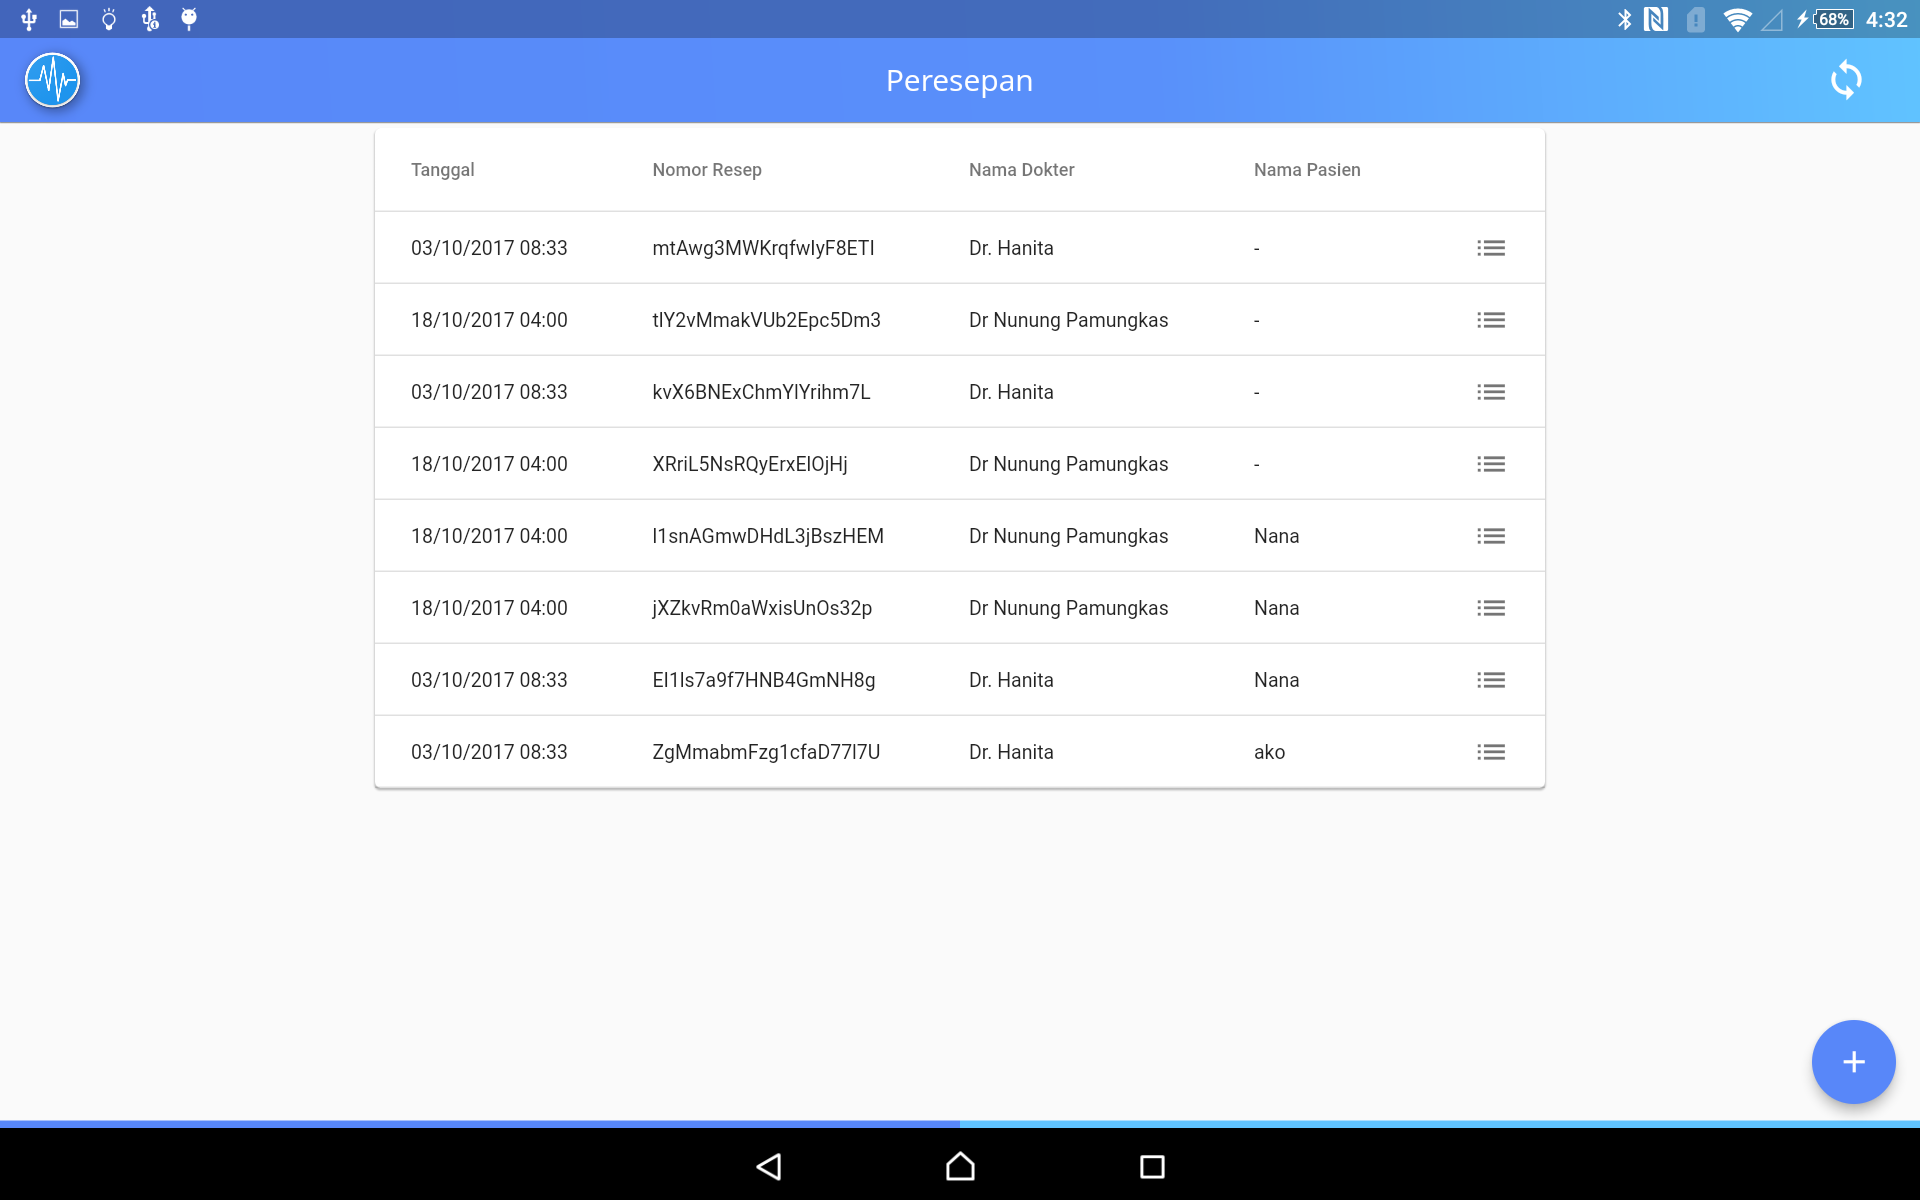 68% 4:32
Peresepan
Tanggal Nomor Resep Nama Dokter Nama Pasien
03/10/2017 08:33 mtAwg3MWKrqfwIyF8ETI Dr. Hanita -
18/10/2017 04:00 tlY2vMmakVUb2Epc5Dm3 Dr Nunung Pamungkas -
03/10/2017 08:33 kvX6BNExChmYlYrihm7L Dr. Hanita -
18/10/2017 04:00 XRriL5NsRQyErxElOjHj Dr Nunung Pamungkas -
18/10/2017 04:00 l1snAGmwDHdL3jBszHEM Dr Nunung Pamungkas Nana
18/10/2017 04:00 jXZkvRm0aWxisUnOs32p Dr Nunung Pamungkas Nana
03/10/2017 08:33 El1ls7a9f7HNB4GmNH8g Dr. Hanita Nana
03/10/2017 08:33 ZgMmabmFzg1cfaD77l7U Dr. Hanita ako